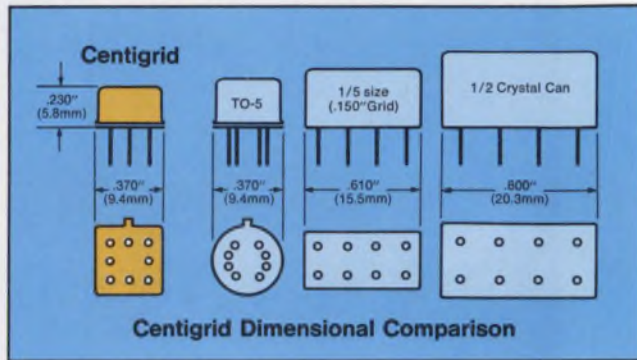 Centigrid
.230"
(5.8mm)
TO-5
1/5 size
(.150"Grid)
1/2 Crystal Can
.370"
(9.4mm)
.370"
(9.4mm)
.610"
(15.5mm)
.800"
(20.3mm)
Centigrid Dimensional Comparison